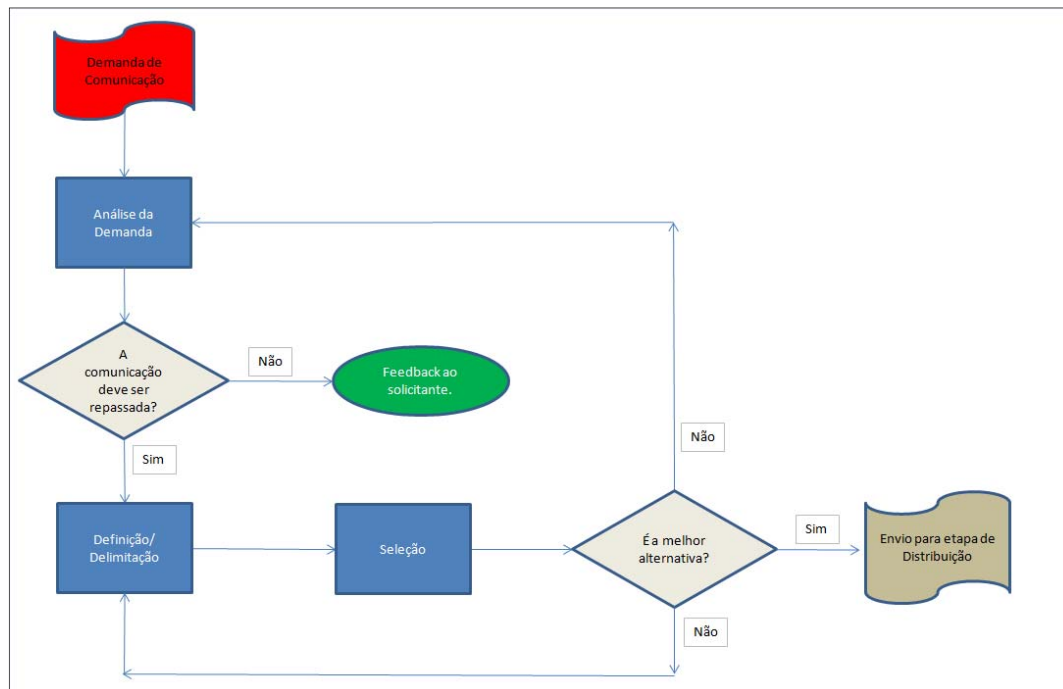 Demanda de
Comunicação
Análise da
Demanda
A
comunicação
deve ser
repassada?
Não
Feedback ao
solicitante.
Sim
Definição/
Delimitação
Seleção
É a melhor
alternativa?
Não
Sim
Envio para etapa de
Distribuição
Não